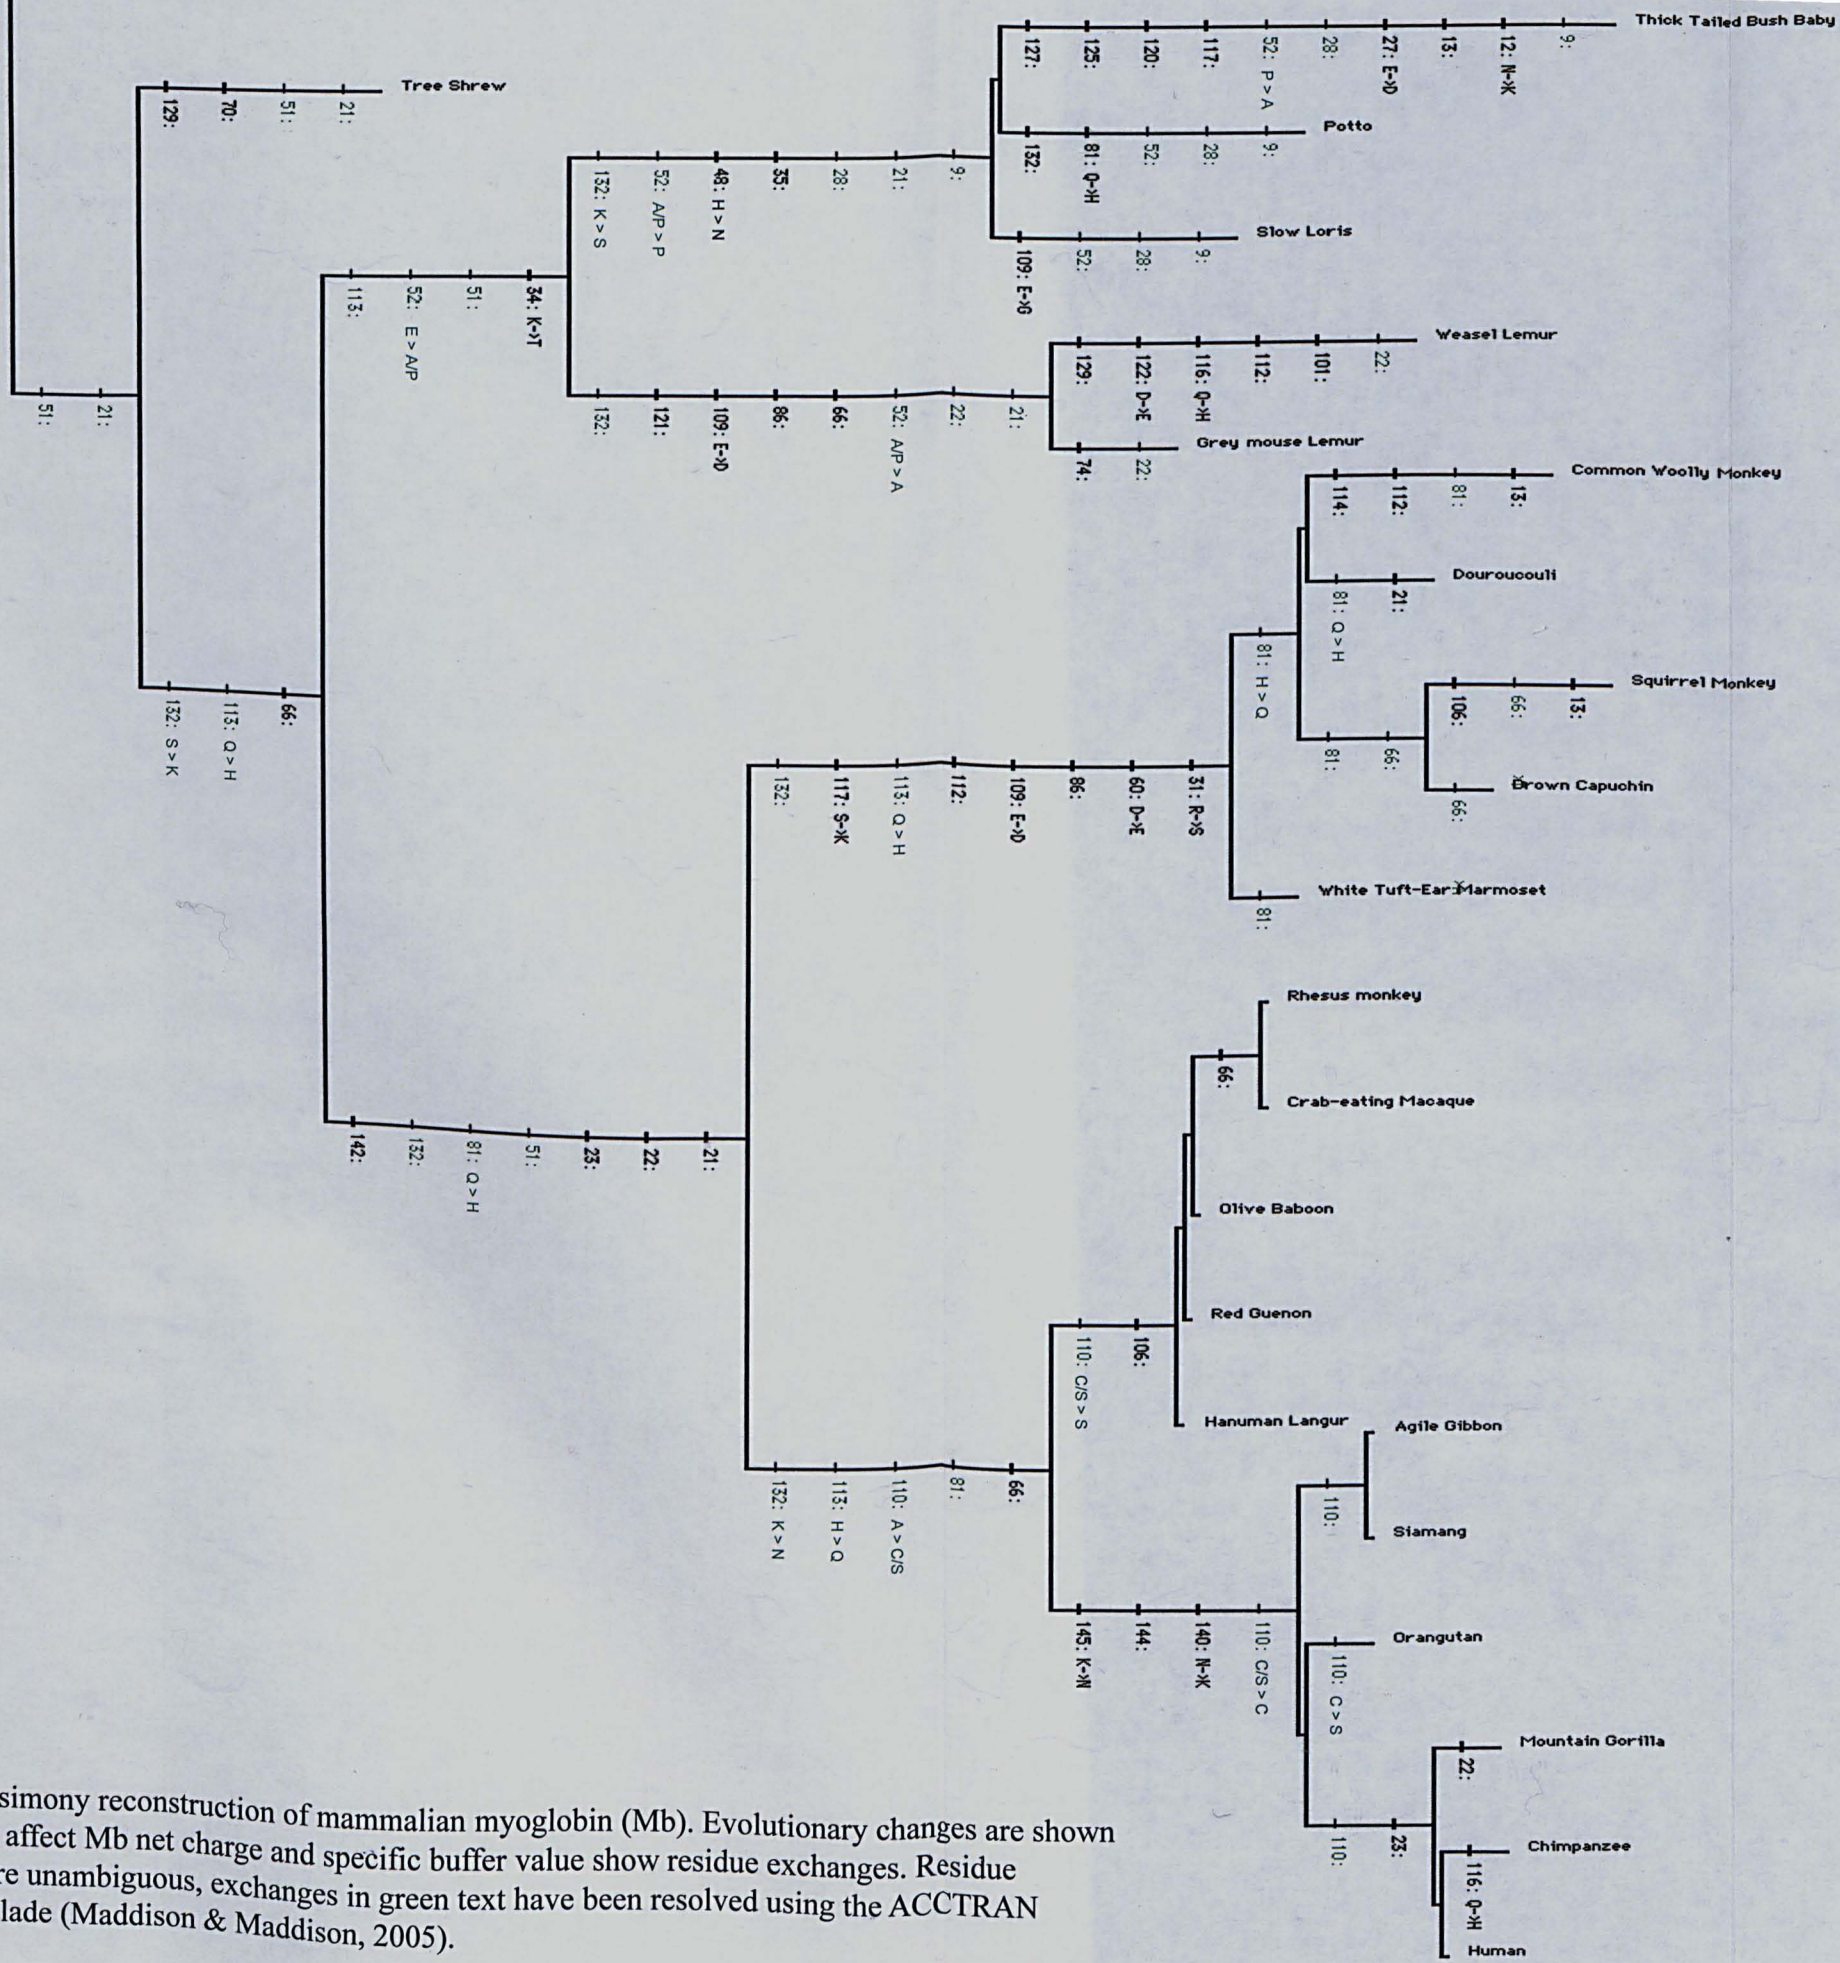 Thick Tailed Bush Baby
127:
125:
120:
117:
52: P > A
28:
27: E->D
13:
12: N->K
9:
Tree Shrew
129:
70:
51:
21:
Potto
132:
81: Q->H
52:
28:
9:
132: K > S
52: A/P > P
48: H > N
35:
28:
21:
9:
Slow Loris
109: E->G
52:
28:
9:
113:
52: E > A/P
51:
34: K->T
Weasel Lemur
129:
122: D->E
116: Q->H
112:
101:
22:
51:
21:
132:
121:
109: E->D
86:
66:
52: A/P > A
22:
21:
Grey mouse Lemur
74:
22:
Common Woolly Monkey
114:
112:
81:
13:
Douroucouli
81: Q > H
21:
81: H > Q
Squirrel Monkey
106:
66:
13:
132: S > K
113: Q > H
66:
81:
66:
Brown Capuchin
66:
132:
117: S->K
113: Q > H
112:
109: E->D
86:
60: D->E
31: R->S
White Tuft-Ear Marmoset
81:
Rhesus monkey
66:
Crab-eating Macaque
142:
132:
81: Q > H
51:
23:
22:
21:
Olive Baboon
Red Guenon
110: C/S > S
106:
Hanuman Langur
Agile Gibbon
132: K > N
113: H > Q
110: A > C/S
81:
66:
110:
Siamang
145: K->N
144:
140: N->K
110: C/S > C
Orangutan
110: C > S
Mountain Gorilla
22:
110:
23:
Chimpanzee
116: Q->H
Human
simony reconstruction of mammalian myoglobin (Mb). Evolutionary changes are shown
affect Mb net charge and specific buffer value show residue exchanges. Residue
re unambiguous, exchanges in green text have been resolved using the ACCTRAN
lade (Maddison & Maddison, 2005).